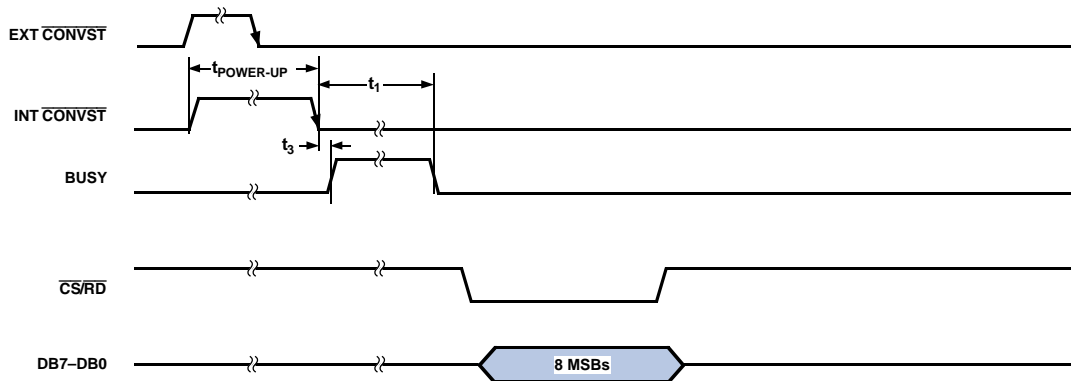 EXT CONVST
tPOWER-UP
t1
INT CONVST
t3
BUSY
CS/RD
DB7–DB0
8 MSBs